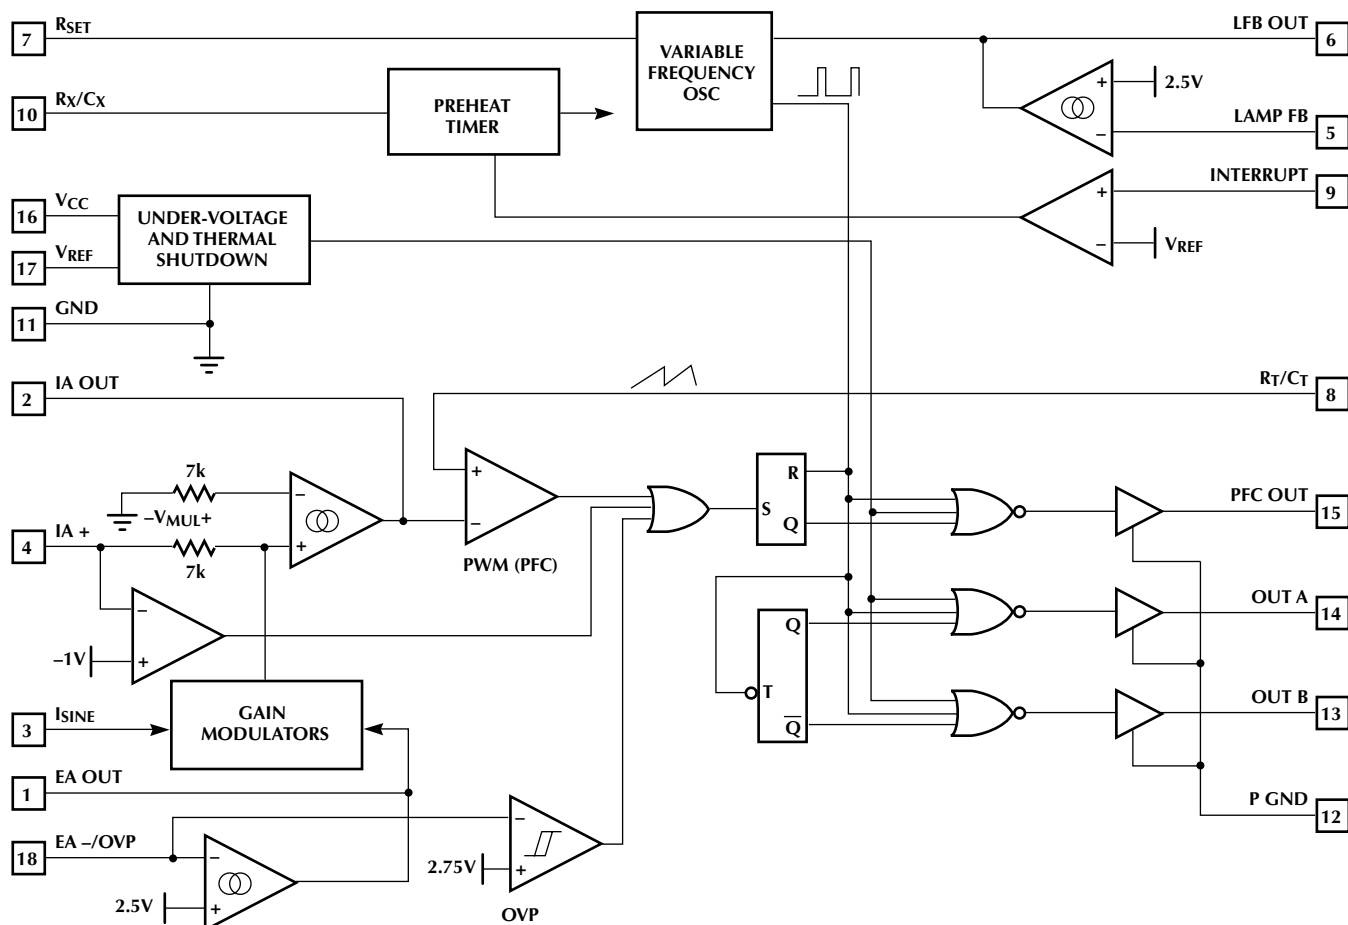 7 RSET
VARIABLE
FREQUENCY
OSC
LFB OUT 6
+ 2.5V
–
10 RX/CX
PREHEAT
TIMER
LAMP FB 5
INTERRUPT 9
+
– VREF
16 VCC
17 VREF
UNDER-VOLTAGE
AND THERMAL
SHUTDOWN
11 GND
2 IA OUT
RT/CT 8
7k
–VMUL+
4 IA +
7k
–
+
+
–
PWM (PFC)
S
R
Q
PFC OUT 15
–1V
–
+
Q
T
Q
OUT A 14
3 ISINE
GAIN
MODULATORS
OUT B 13
1 EA OUT
P GND 12
18 EA –/OVP
–
+
2.5V
2.75V
–
+
OVP